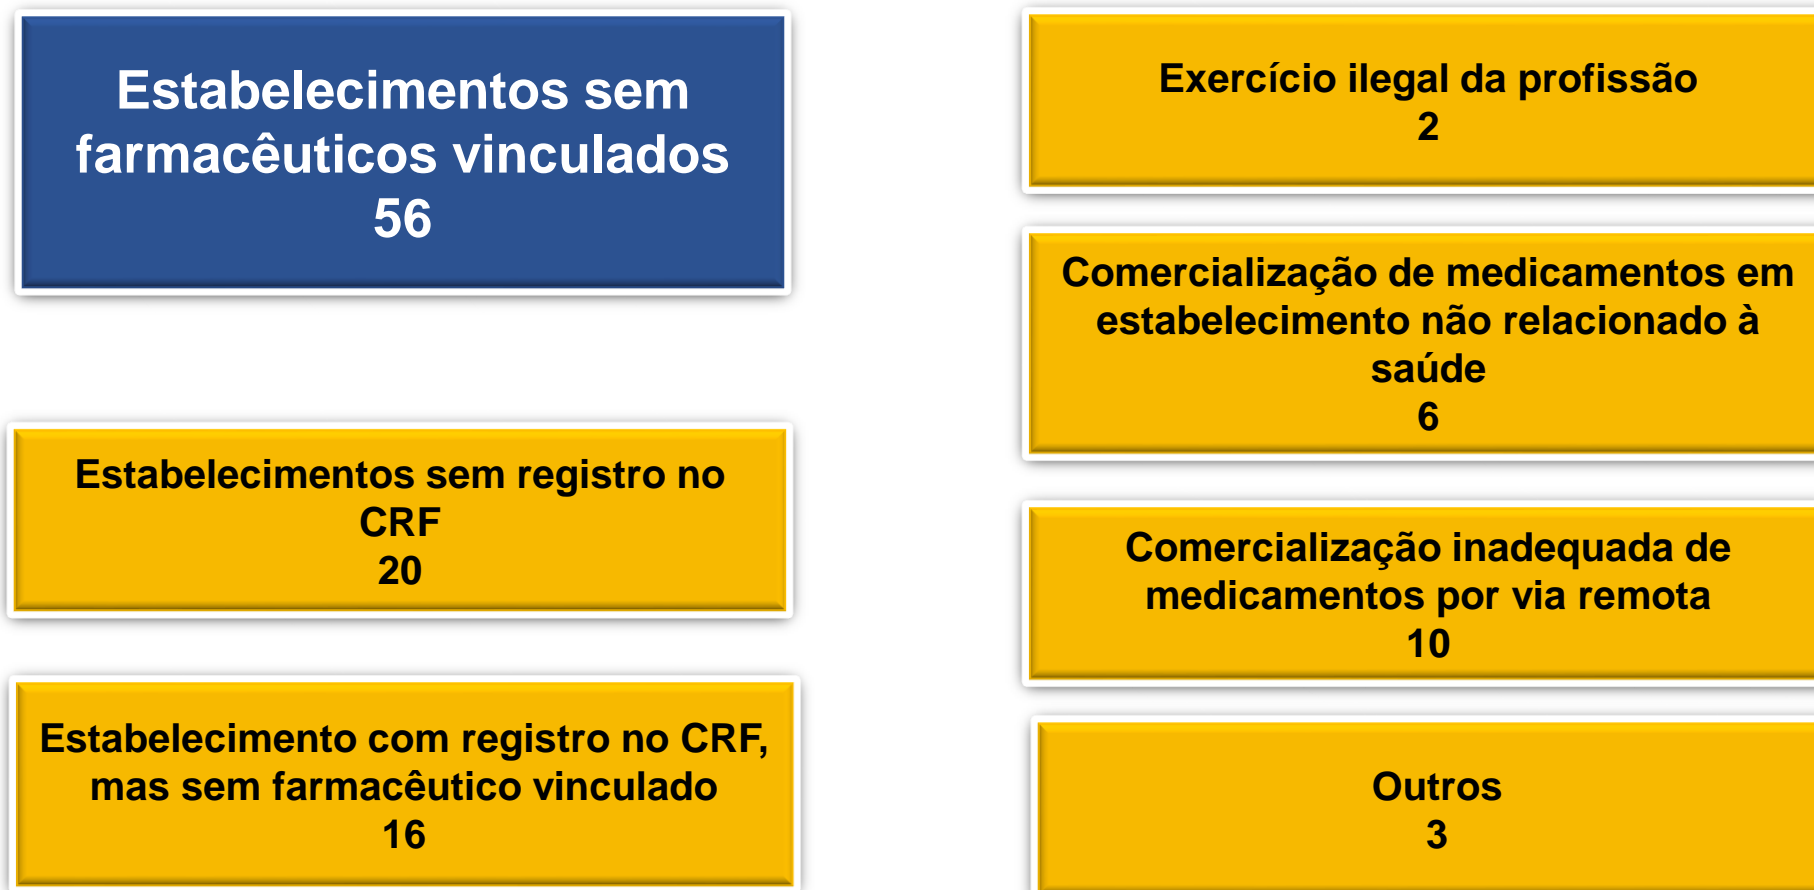 Estabelecimentos sem
farmacêuticos vinculados
56
Estabelecimentos sem registro no
CRF
20
Estabelecimento com registro no CRF,
mas sem farmacêutico vinculado
16
Exercício ilegal da profissão
2
Comercialização de medicamentos em
estabelecimento não relacionado à
saúde
6
Comercialização inadequada de
medicamentos por via remota
10
Outros
3